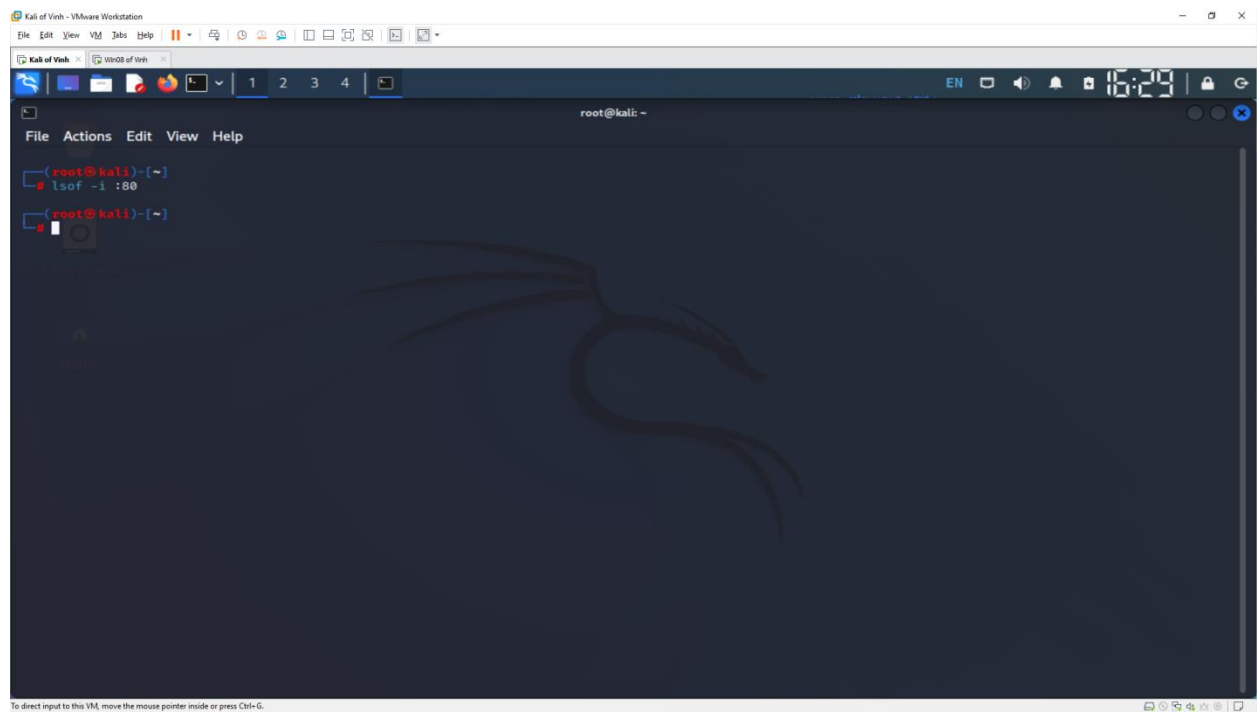 Kali of Vinh - VMware Workstation
File Edit View VM Tabs Help
Kali of Vinh Win08 of Vinh
1 2 3 4 EN 16:29
root@kali: ~
File Actions Edit View Help
┌──(root㉿kali)-[~]
└─# lsof -i :80
┌──(root㉿kali)-[~]
└─#
To direct input to this VM, move the mouse pointer inside or press Ctrl+G.